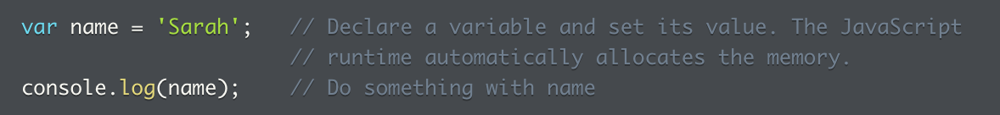 var name = 'Sarah';   // Declare a variable and set its value. The JavaScript
                      // runtime automatically allocates the memory.
console.log(name);    // Do something with name